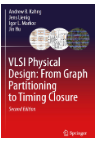 Andrew B. Kahng
Jens Lienig
Igor L. Markov
Jin Hu
VLSI Physical
Design: From Graph
Partitioning
to Timing Closure
Second Edition